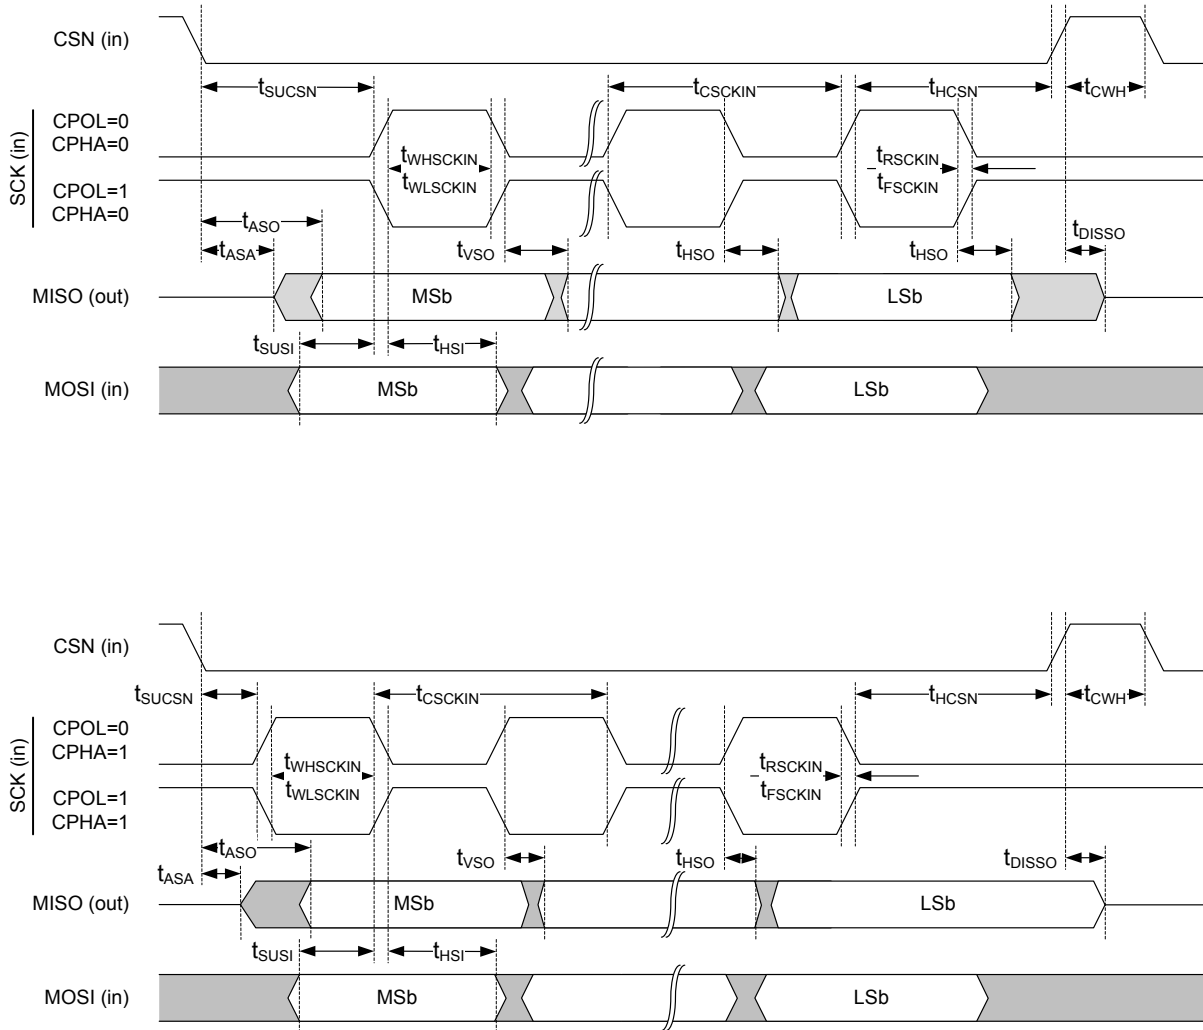 CSN (in)
tSUCSN
tCSCKIN
tHCSN
tCWH
SCK (in)
CPOL=0
CPHA=0
tWHSCKIN
tWLSCKIN
tRSCKIN
tFSCKIN
CPOL=1
CPHA=0
tASO
tASA
tVSO
tHSO
tHSO
tDISSO
MISO (out)
MSb
LSb
tSUSI
tHSI
MOSI (in)
MSb
LSb
CSN (in)
tSUCSN
tCSCKIN
tHCSN
tCWH
SCK (in)
CPOL=0
CPHA=1
tWHSCKIN
tWLSCKIN
tRSCKIN
tFSCKIN
CPOL=1
CPHA=1
tASO
tASA
tVSO
tHSO
tDISSO
MISO (out)
MSb
LSb
tSUSI
tHSI
MOSI (in)
MSb
LSb